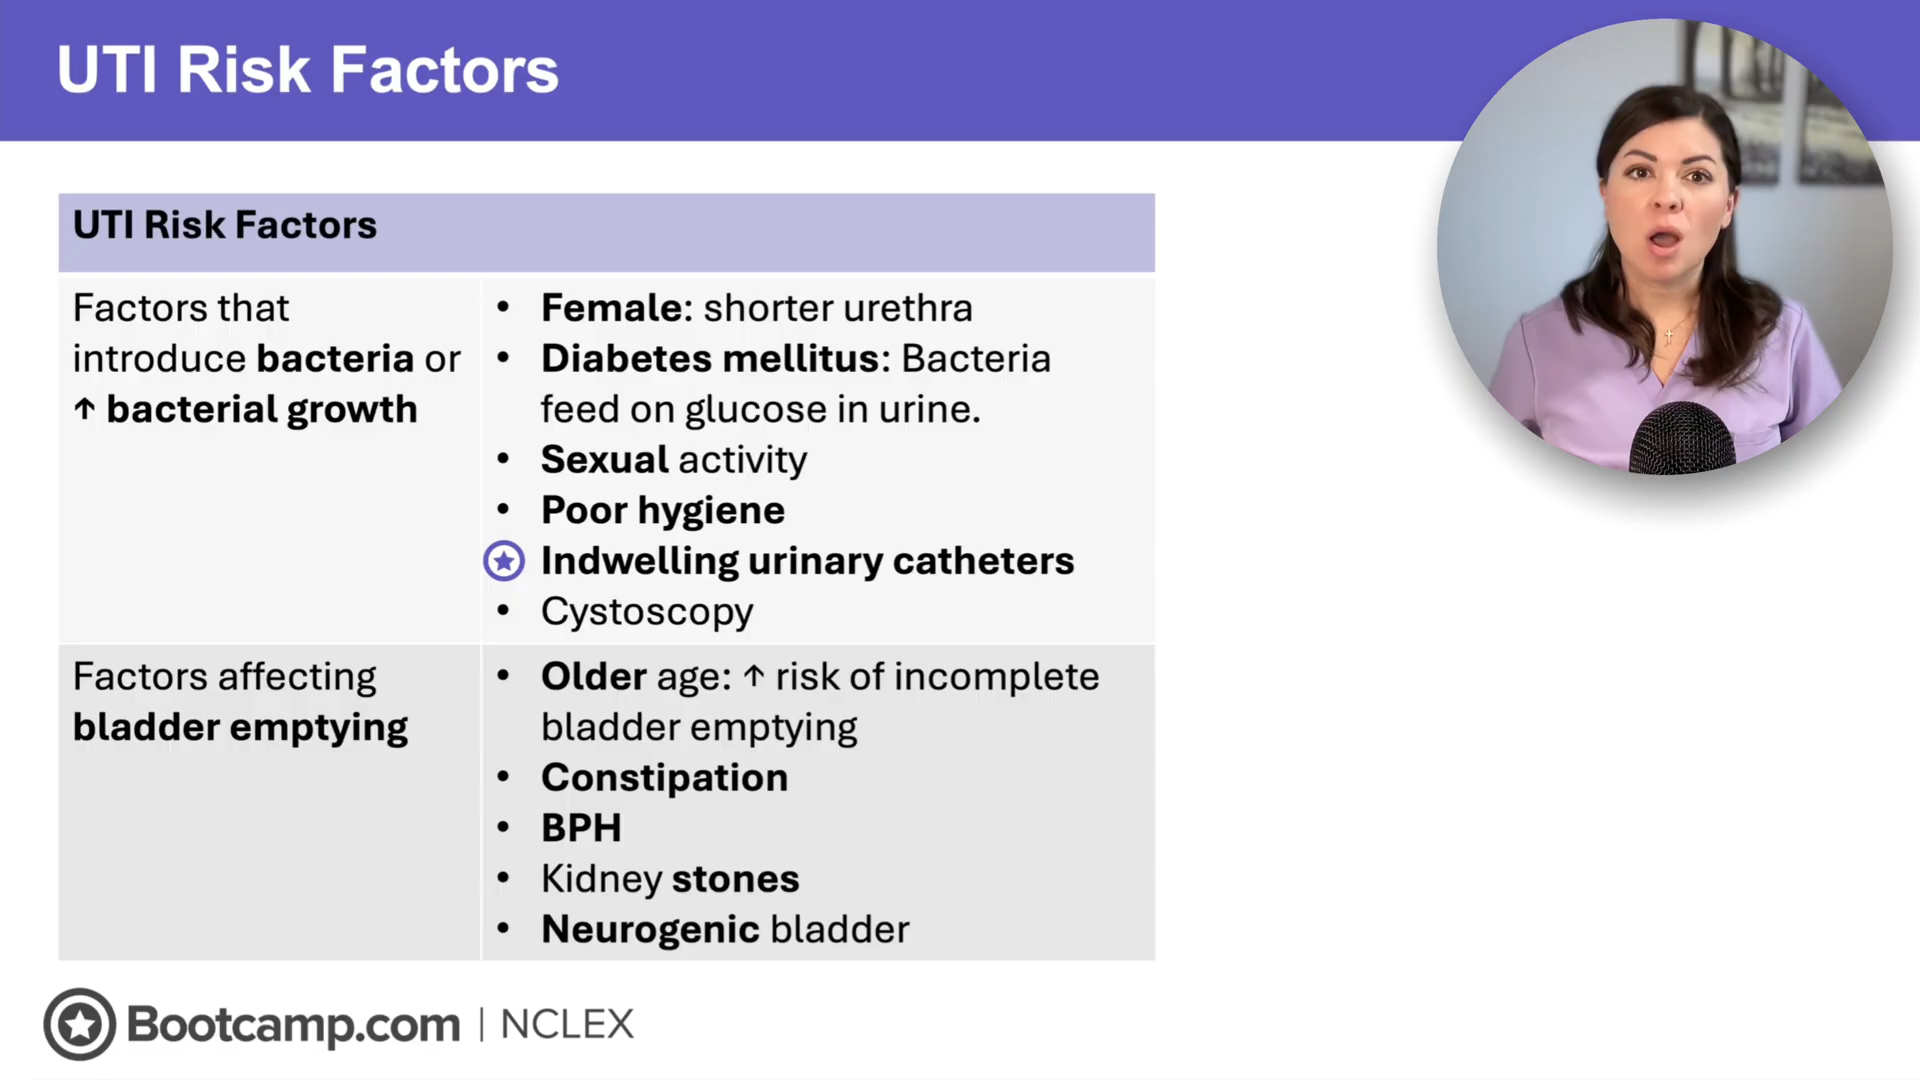 UTI Risk Factors
UTI Risk Factors
Factors that
introduce bacteria or
↑ bacterial growth
• Female: shorter urethra
• Diabetes mellitus: Bacteria
feed on glucose in urine.
• Sexual activity
• Poor hygiene
Indwelling urinary catheters
• Cystoscopy
Factors affecting
bladder emptying
• Older age: ↑ risk of incomplete
bladder emptying
• Constipation
• BPH
• Kidney stones
• Neurogenic bladder
Bootcamp.com | NCLEX